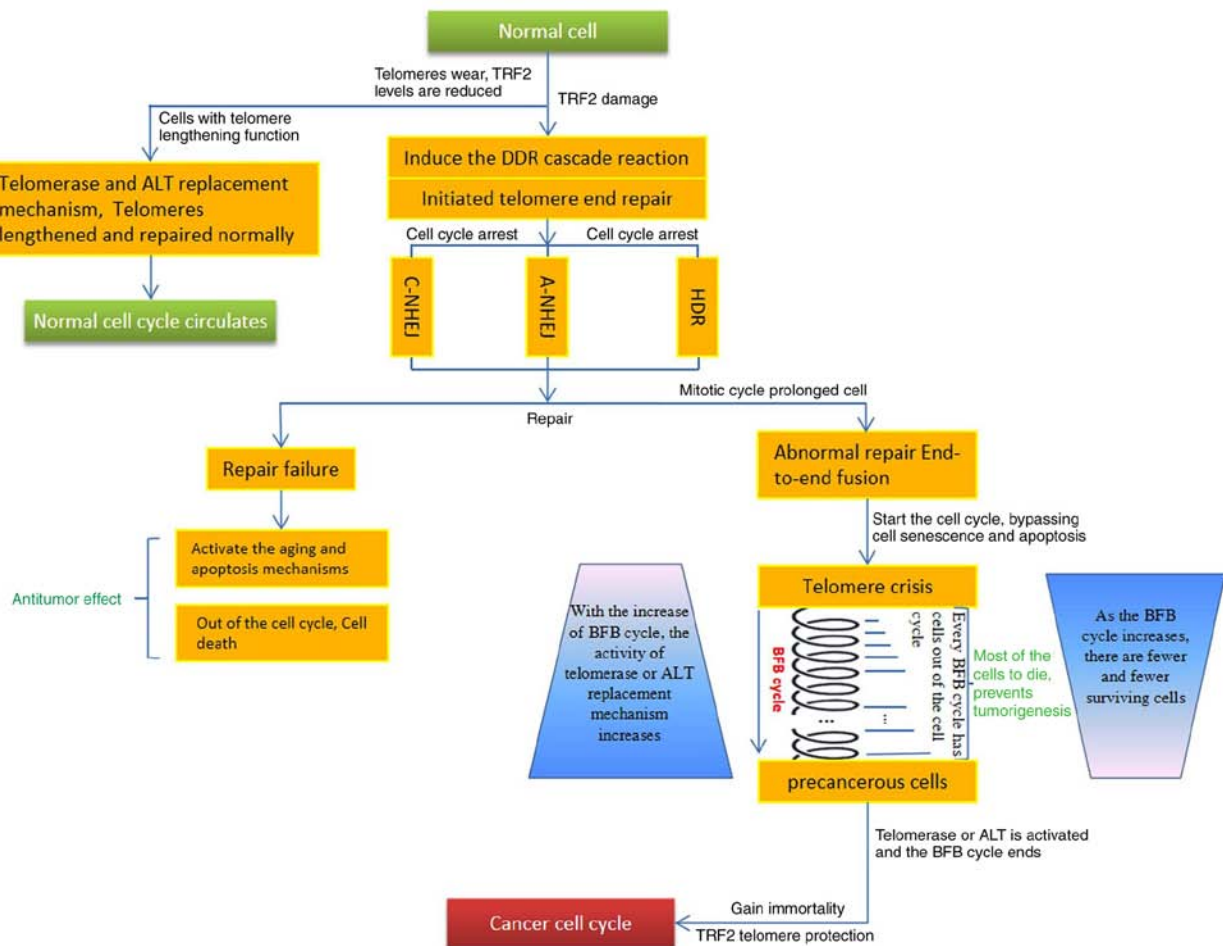 Normal cell
Telomeres wear, TRF2
levels are reduced
TRF2 damage
Cells with telomere
lengthening function
Telomerase and ALT replacement
mechanism, Telomeres
lengthened and repaired normally
Normal cell cycle circulates
Induce the DDR cascade reaction
Initiated telomere end repair
Cell cycle arrest
Cell cycle arrest
C-NHEJ
A-NHEJ
HDR
Mitotic cycle prolonged cell
Repair
Repair failure
Activate the aging and
apoptosis mechanisms
Out of the cell cycle, Cell
death
Antitumor effect
Abnormal repair End-
to-end fusion
Start the cell cycle, bypassing
cell senescence and apoptosis
Telomere crisis
With the increase
of BFB cycle, the
activity of
telomerase or ALT
replacement
mechanism
increases
BFB cycle
...
...
Every BFB cycle has
cells out of the cell
cycle
Most of the
cells to die,
prevents
tumorigenesis
As the BFB
cycle increases,
there are fewer
and fewer
surviving cells
precancerous cells
Telomerase or ALT is activated
and the BFB cycle ends
Gain immortality
TRF2 telomere protection
Cancer cell cycle